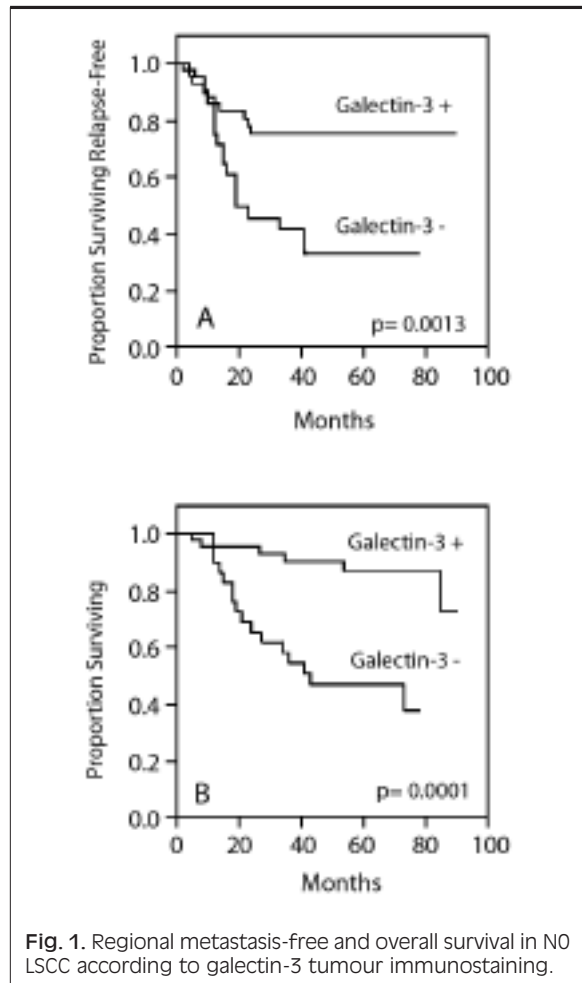 1.0
0.8
0.6
0.4
0.2
0.0
Proportion Surviving Relapse-Free
Galectin-3 +
Galectin-3 -
A
p= 0.0013
0 20 40 60 80 100
Months
1.0
0.8
0.6
0.4
0.2
0.0
Proportion Surviving
Galectin-3 +
Galectin-3 -
B
p= 0.0001
0 20 40 60 80 100
Months
Fig. 1. Regional metastasis-free and overall survival in N0
LSCC according to galectin-3 tumour immunostaining.